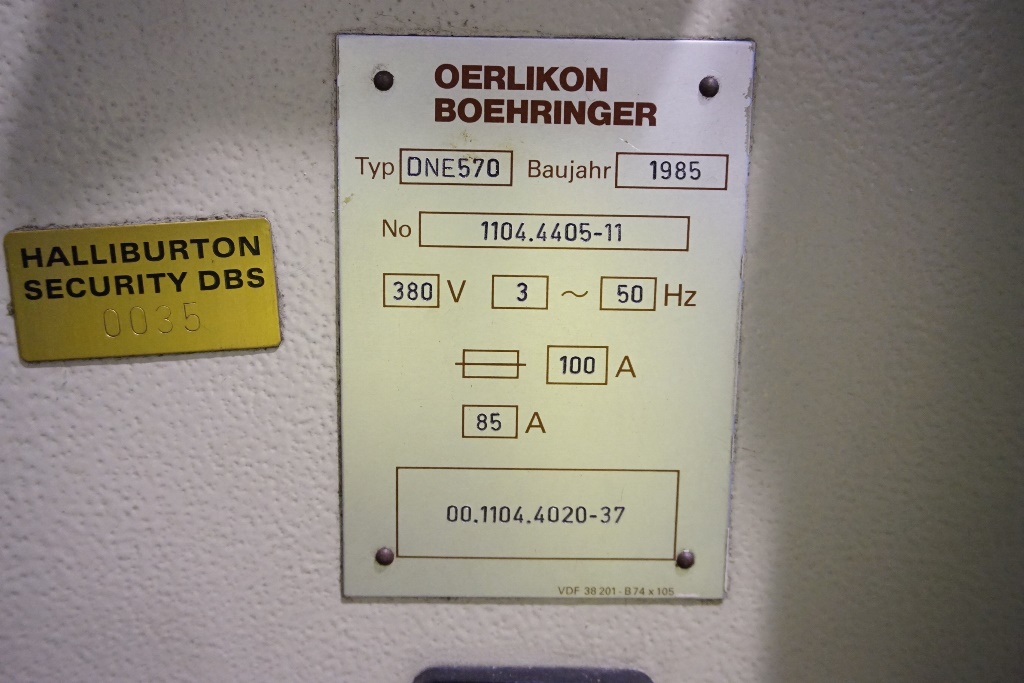 OERLIKON
BOEHRINGER
Typ DNE570 Baujahr 1985
No 1104.4405-11
380 V 3 ~ 50 Hz
100 A
85 A
00.1104.4020-37
VDF 38 201 - B 74 x 105
HALLIBURTON
SECURITY DBS
0035